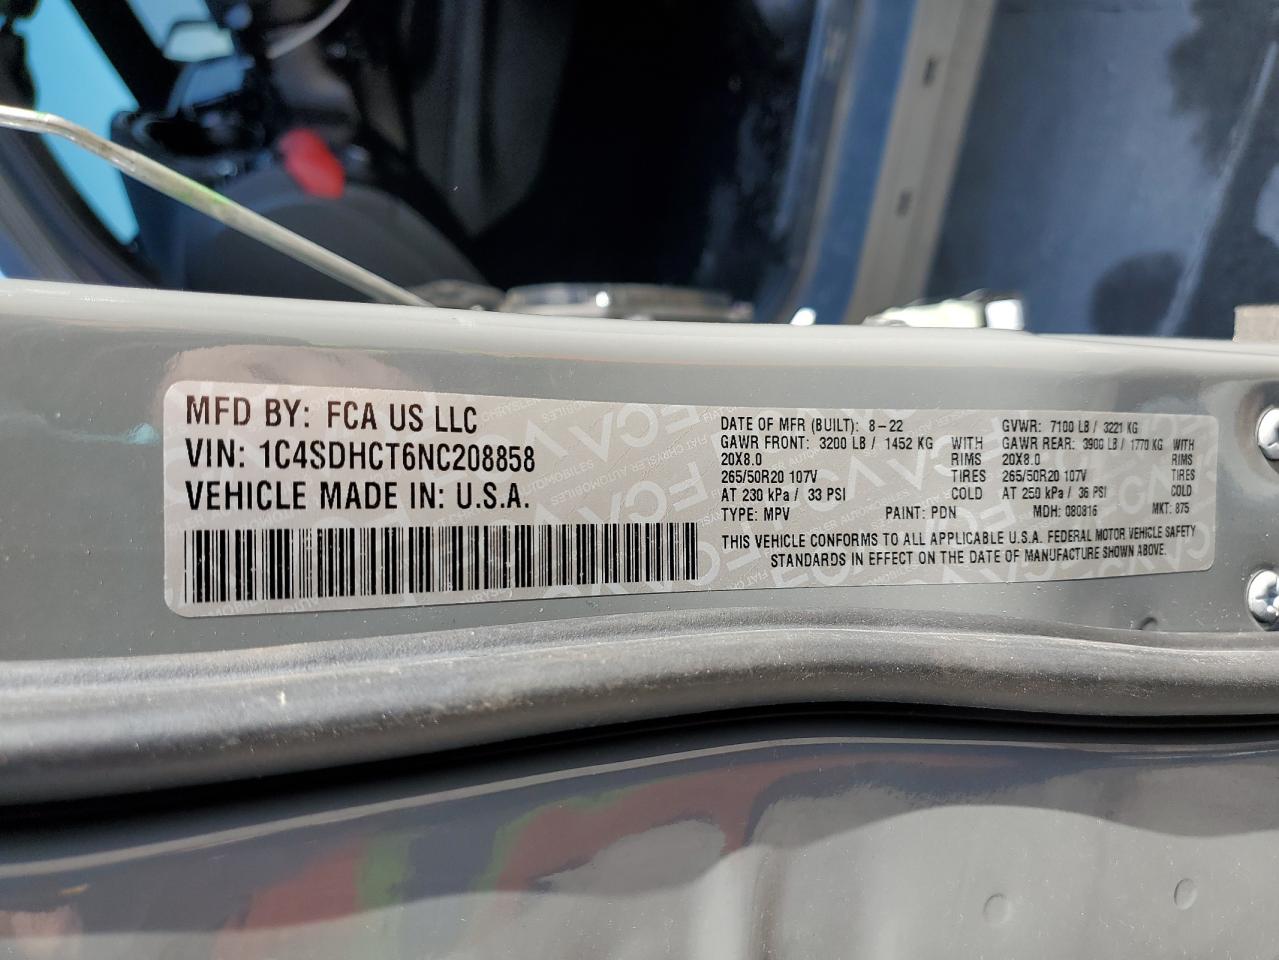 MFD BY: FCA US LLC
VIN: 1C4SDHCT6NC208858
VEHICLE MADE IN: U.S.A.
DATE OF MFR (BUILT): 8-22 GVWR: 7100 LB / 3221 KG
GAWR FRONT: 3200 LB / 1452 KG WITH GAWR REAR: 3900 LB / 1770 KG WITH
20X8.0 RIMS 20X8.0 RIMS
265/50R20 107V TIRES 265/50R20 107V TIRES
AT 230 kPa / 33 PSI COLD AT 250 kPa / 36 PSI COLD
TYPE: MPV PAINT: PDN MDH: 080816 MKT: 875
THIS VEHICLE CONFORMS TO ALL APPLICABLE U.S.A. FEDERAL MOTOR VEHICLE SAFETY
STANDARDS IN EFFECT ON THE DATE OF MANUFACTURE SHOWN ABOVE.